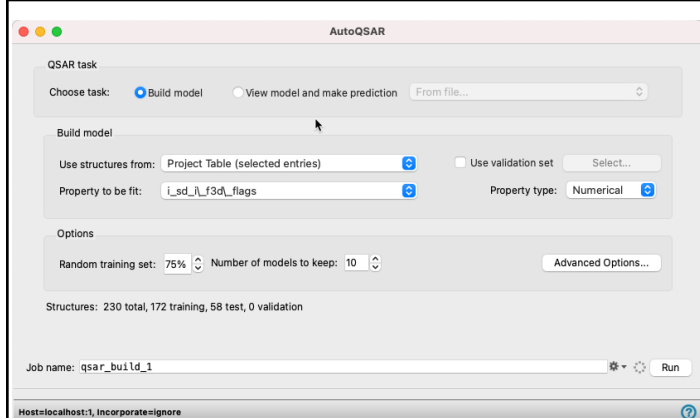 AutoQSAR
QSAR task
Choose task: Build model View model and make prediction From file...
Build model
Use structures from: Project Table (selected entries) Use validation set Select...
Property to be fit: i_sd_i\_f3d\_flags Property type: Numerical
Options
Random training set: 75% Number of models to keep: 10 Advanced Options...
Structures: 230 total, 172 training, 58 test, 0 validation
Job name: qsar_build_1 Run
Host=localhost:1, Incorporate=ignore ?